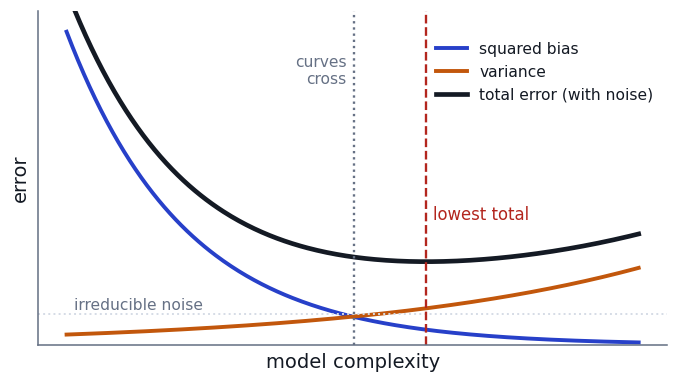 curves
cross
squared bias
variance
total error (with noise)
lowest total
irreducible noise
error
model complexity